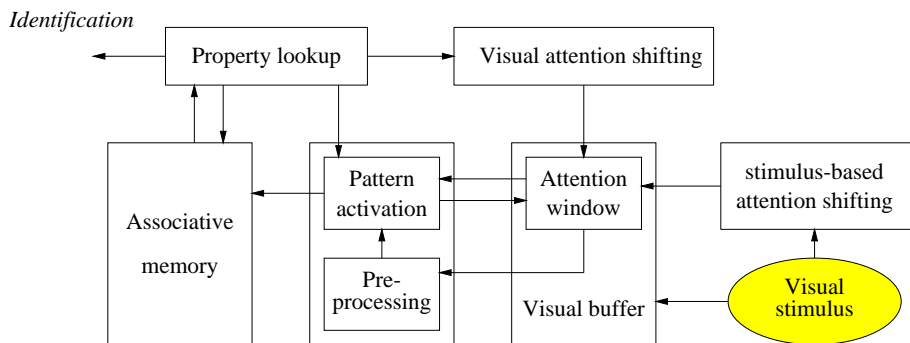 Identification
Property lookup
Visual attention shifting
Pattern
activation
Attention
window
stimulus-based
attention shifting
Associative
memory
Pre-
processing
Visual buffer
Visual
stimulus